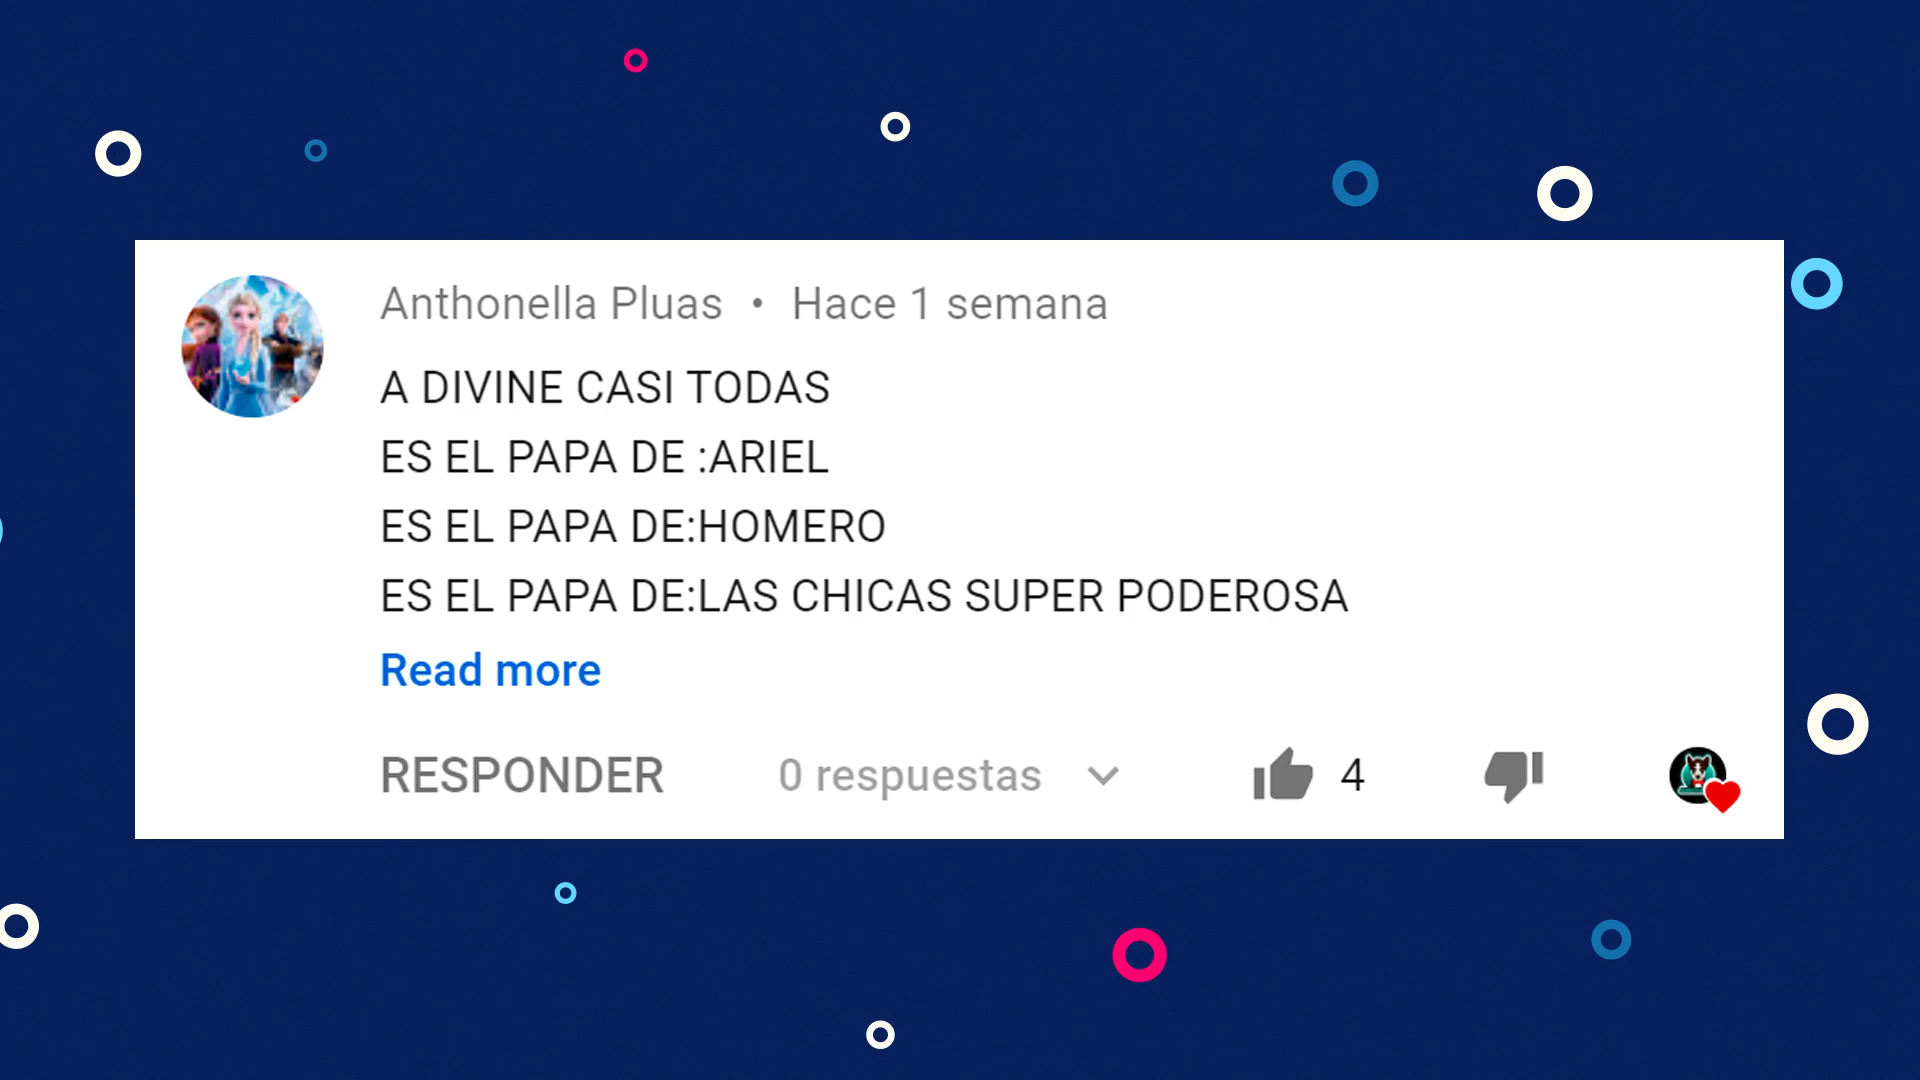 Anthonella Pluas • Hace 1 semana
A DIVINE CASI TODAS
ES EL PAPA DE :ARIEL
ES EL PAPA DE:HOMERO
ES EL PAPA DE:LAS CHICAS SUPER PODEROSA
Read more
RESPONDER 0 respuestas 4